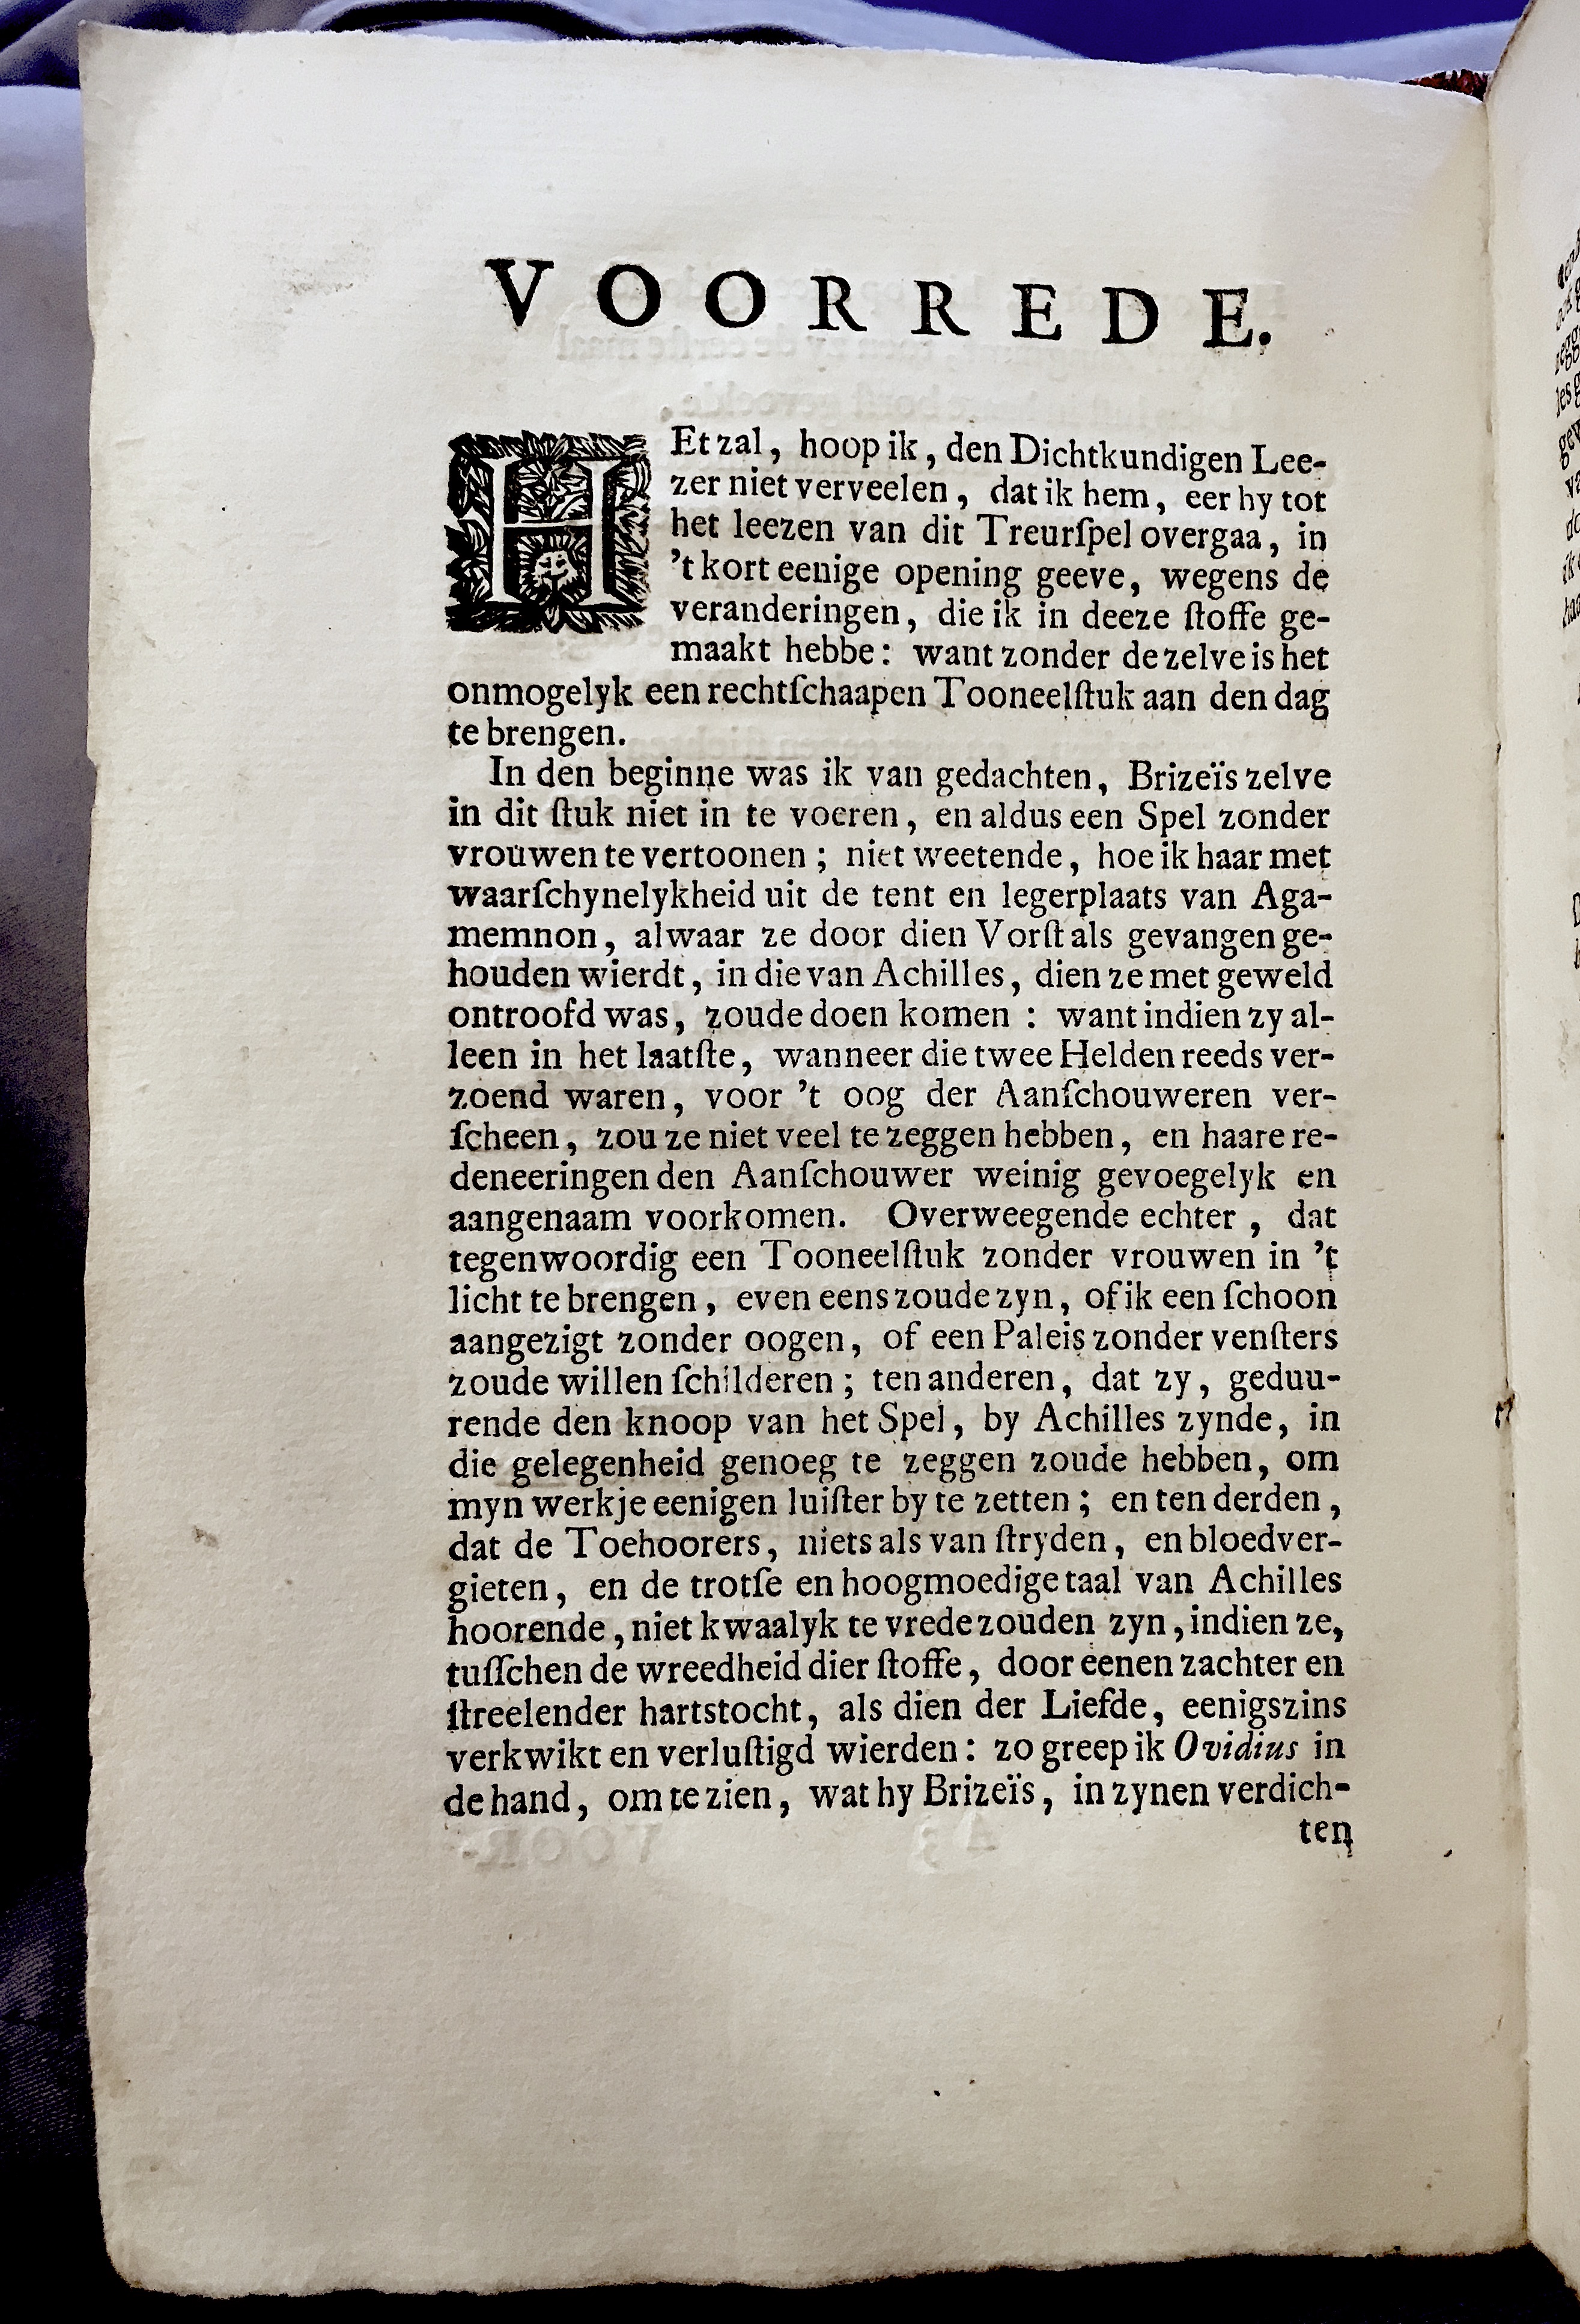 VOORREDE.
HEt zal, hoop ik, den Dichtkundigen Lee-
zer niet verveelen, dat ik hem, eer hy tot
het leezen van dit Treurſpel overgaa, in
't kort eenige opening geeve, wegens de
veranderingen, die ik in deeze ſtoffe ge-
maakt hebbe: want zonder dezelve is het
onmogelyk een rechtſchaapen Tooneelſtuk aan den dag
te brengen.
In den beginne was ik van gedachten, Brizeïs zelve
in dit ſtuk niet in te voeren, en aldus een Spel zonder
vrouwen te vertoonen; niet weetende, hoe ik haar met
waarſchynelykheid uit de tent en legerplaats van Aga-
memnon, alwaar ze door dien Vorſt als gevangen ge-
houden wierdt, in die van Achilles, dien ze met geweld
ontroofd was, zoude doen komen: want indien zy al-
leen in het laatſte, wanneer die twee Helden reeds ver-
zoend waren, voor 't oog der Aanſchouweren ver-
ſcheen, zou ze niet veel te zeggen hebben, en haare re-
deneeringen den Aanſchouwer weinig gevoegelyk en
aangenaam voorkomen. Overweegende echter, dat
tegenwoordig een Tooneelſtuk zonder vrouwen in 't
licht te brengen, even eens zoude zyn, of ik een ſchoon
aangezigt zonder oogen, of een Paleis zonder venſters
zoude willen ſchilderen; ten anderen, dat zy, geduu-
rende den knoop van het Spel, by Achilles zynde, in
die gelegenheid genoeg te zeggen zoude hebben, om
myn werkje eenigen luiſter by te zetten; en ten derden,
dat de Toehoorers, niets als van ſtryden, en bloedver-
gieten, en de trotſe en hoogmoedige taal van Achilles
hoorende, niet kwaalyk te vrede zouden zyn, indien ze,
tuſſchen de wreedheid dier ſtoffe, door eenen zachter en
ſtreelender hartstocht, als dien der Liefde, eenigszins
verkwikt en verluſtigd wierden: zo greep ik Ovidius in
de hand, om te zien, wat hy Brizeïs, in zynen verdich-
ten